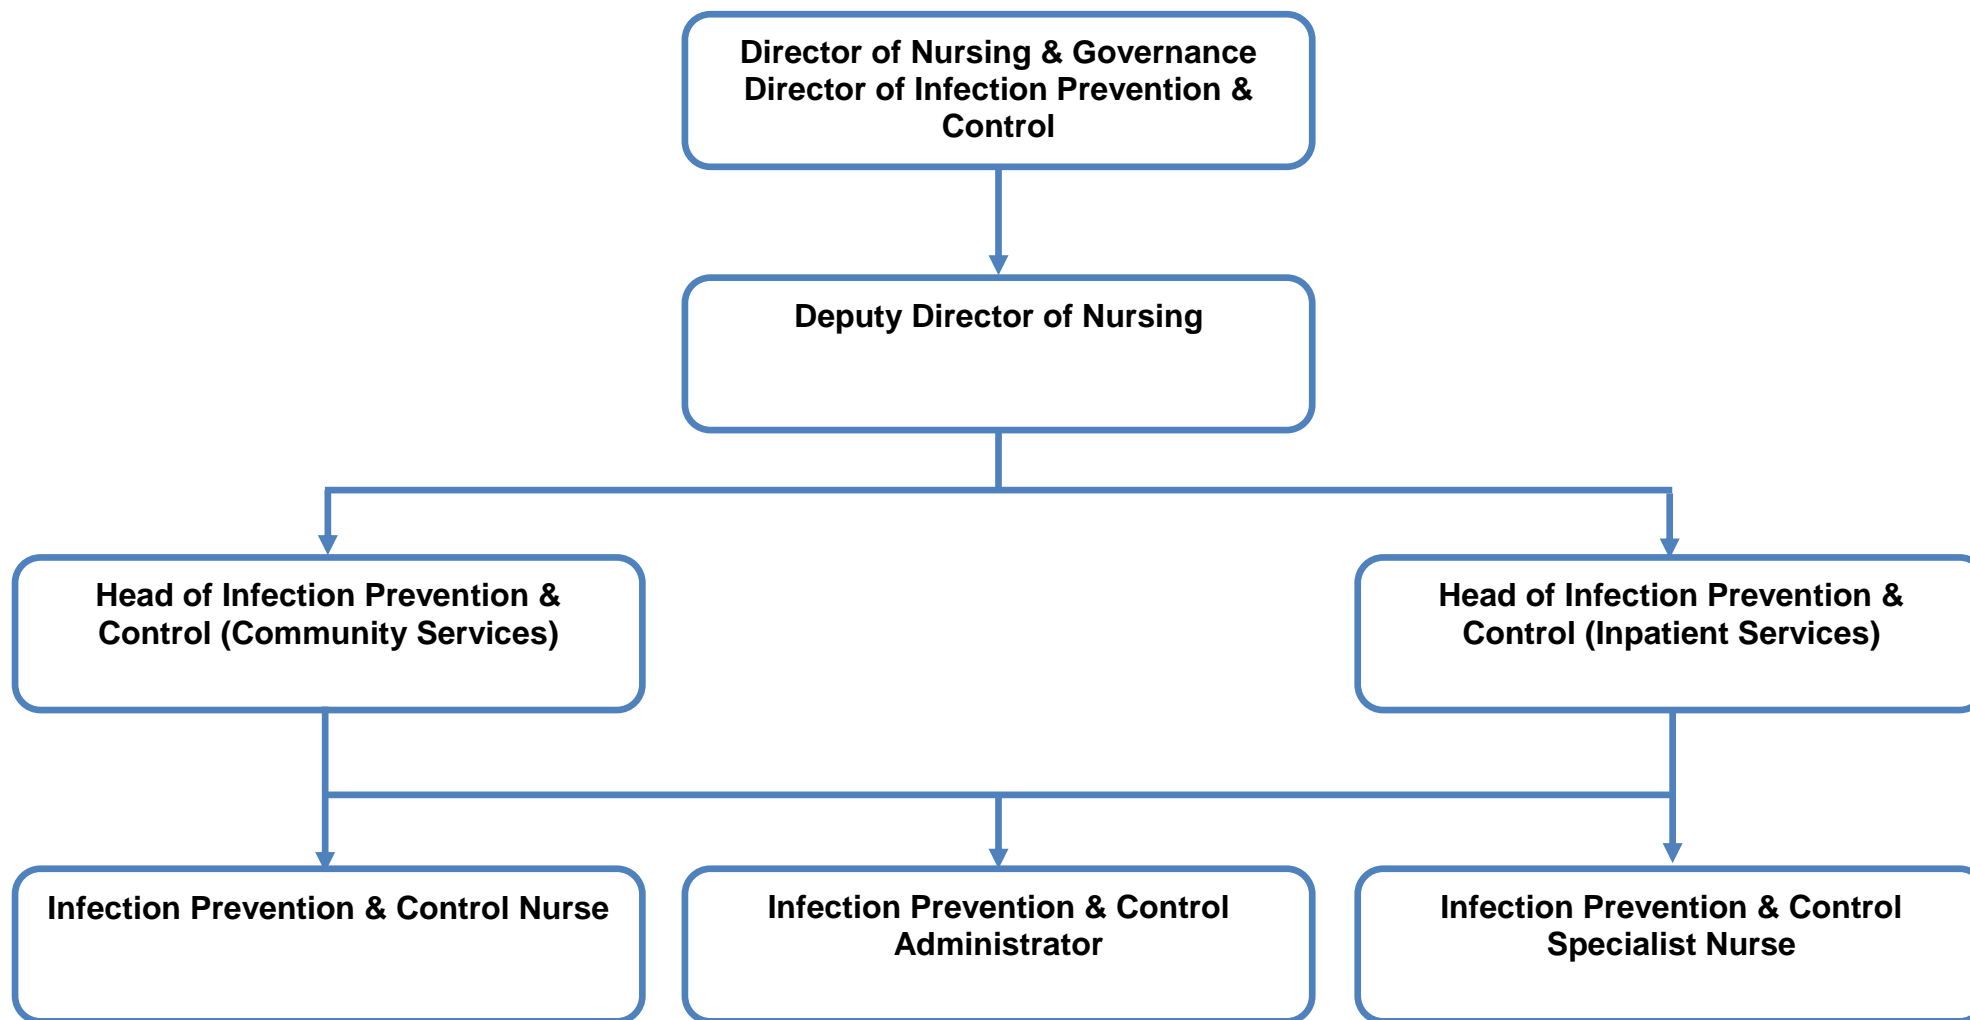 Director of Nursing & Governance
Director of Infection Prevention &
Control
Deputy Director of Nursing
Head of Infection Prevention &
Control (Community Services)
Head of Infection Prevention &
Control (Inpatient Services)
Infection Prevention & Control Nurse
Infection Prevention & Control
Administrator
Infection Prevention & Control
Specialist Nurse